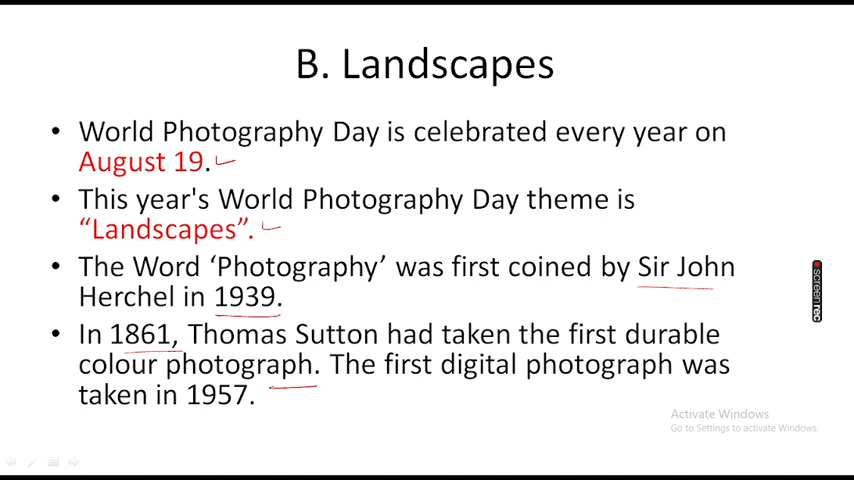 B. Landscapes
• World Photography Day is celebrated every year on
August 19.
• This year's World Photography Day theme is
“Landscapes”.
• The Word ‘Photography’ was first coined by Sir John
Herchel in 1939.
• In 1861, Thomas Sutton had taken the first durable
colour photograph. The first digital photograph was
taken in 1957.
screenrec
Activate Windows
Go to Settings to activate Windows.